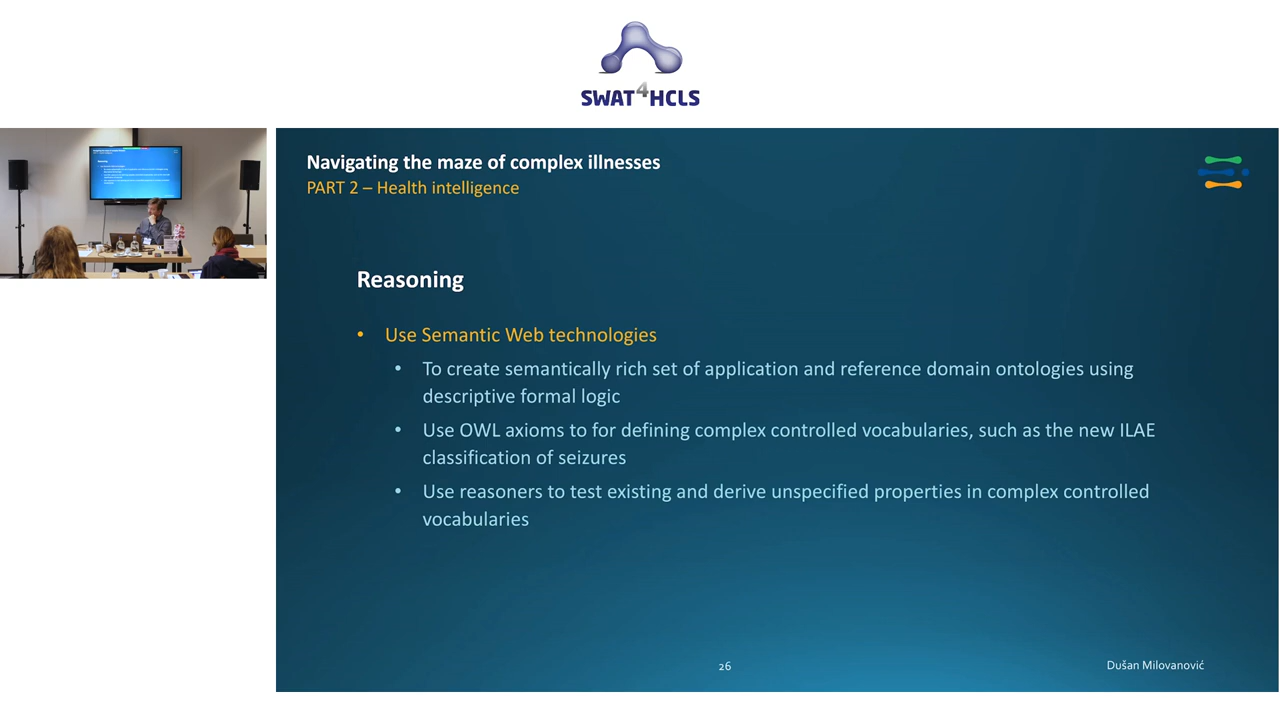 SWAT4HCLS
Navigating the maze of complex illnesses
PART 2 – Health intelligence
Reasoning
• Use Semantic Web technologies
• To create semantically rich set of application and reference domain ontologies using
descriptive formal logic
• Use OWL axioms to for defining complex controlled vocabularies, such as the new ILAE
classification of seizures
• Use reasoners to test existing and derive unspecified properties in complex controlled
vocabularies
26
Dušan Milovanović